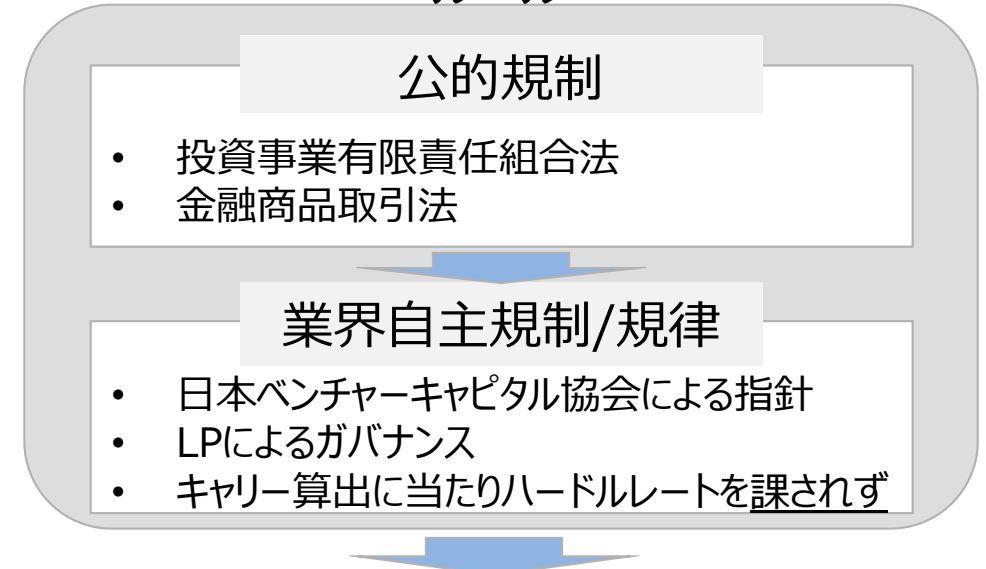 公的規制
• 投資事業有限責任組合法
• 金融商品取引法
業界自主規制/規律
• 日本ベンチャーキャピタル協会による指針
• LPによるガバナンス
• キャリー算出に当たりハードルレートを課されず